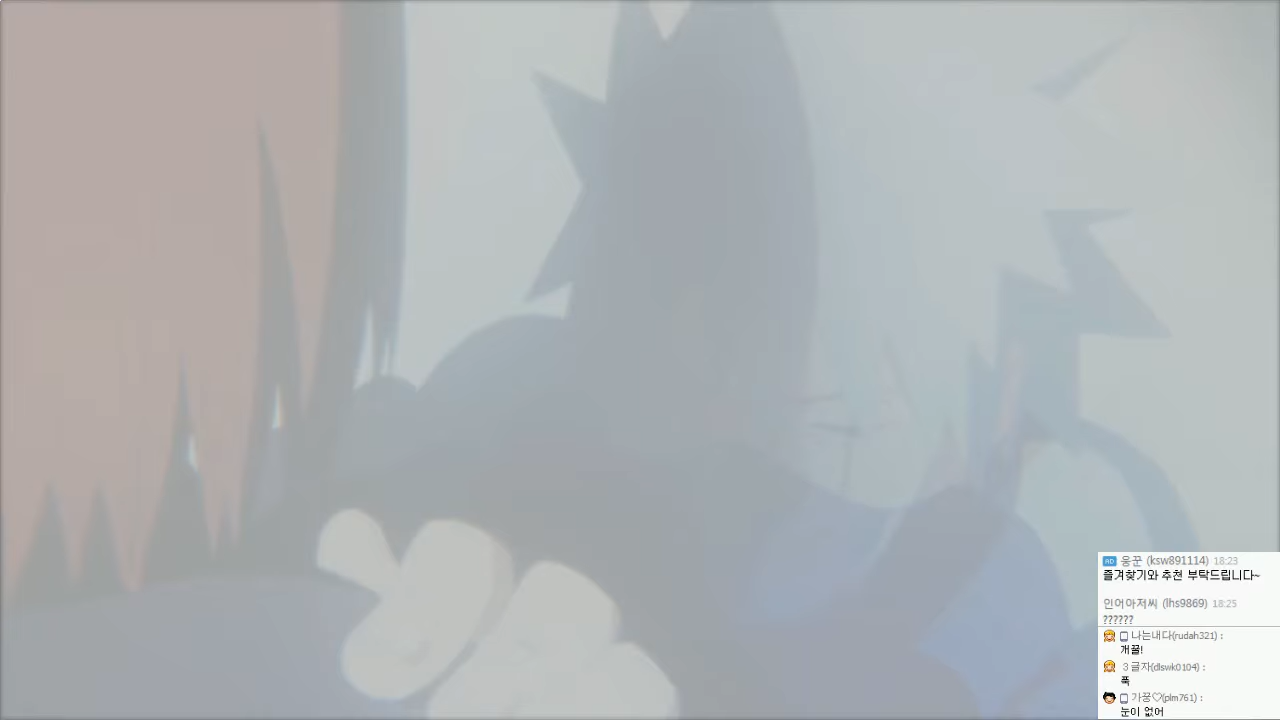 AD 웅꾼 (ksw891114) 18:23
즐겨찾기와 추천 부탁드립니다~
인어아저씨 (lhs9869) 18:25
??????
나는내다(rudah321) :
개꿀!
3글자(dlswk0104) :
푹
가꿍♡(plm761) :
눈이 없어